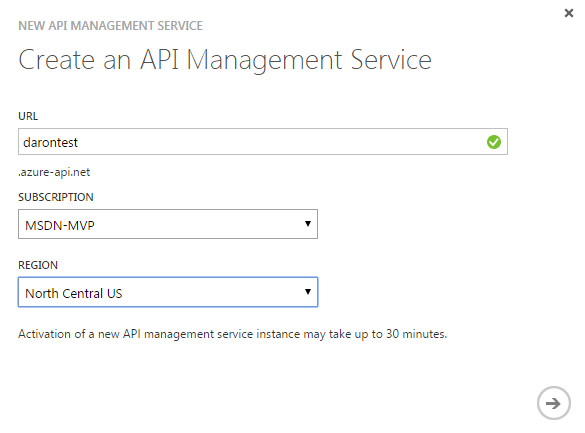 NEW API MANAGEMENT SERVICE
Create an API Management Service
URL
darontest
.azure-api.net
SUBSCRIPTION
MSDN-MVP
REGION
North Central US
Activation of a new API management service instance may take up to 30 minutes.